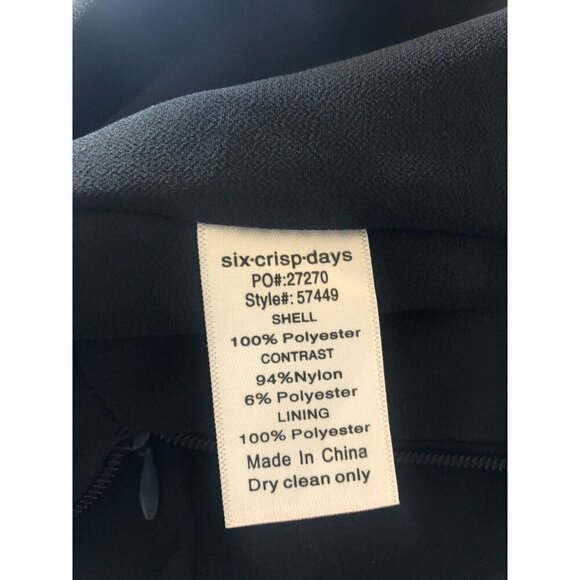 six·crisp·days
PO#:27270
Style#: 57449
SHELL
100% Polyester
CONTRAST
94%Nylon
6% Polyester
LINING
100% Polyester
Made In China
Dry clean only